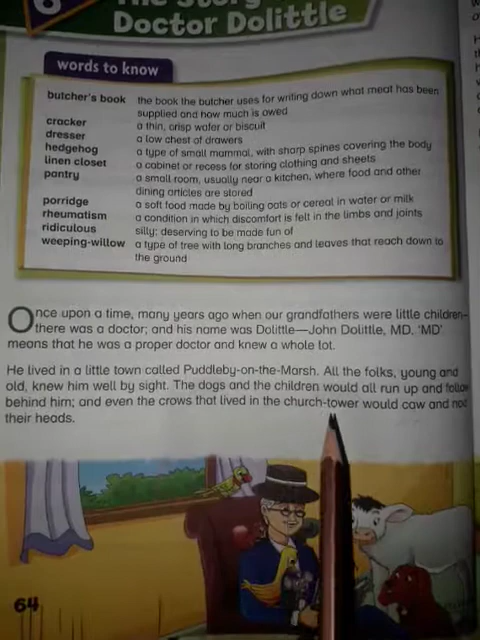 The Story
Doctor Dolittle
words to know
butcher's book the book the butcher uses for writing down what meat has been
supplied and how much is owed
cracker a thin, crisp wafer or biscuit
dresser a low chest of drawers
hedgehog a type of small mammal, with sharp spines covering the body
linen closet a cabinet or recess for storing clothing and sheets
pantry a small room, usually near a kitchen, where food and other
dining articles are stored
porridge a soft food made by boiling oats or cereal in water or milk
rheumatism a condition in which discomfort is felt in the limbs and joints
ridiculous silly: deserving to be made fun of
weeping-willow a type of tree with long branches and leaves that reach down to
the ground
Once upon a time, many years ago when our grandfathers were little children–
there was a doctor; and his name was Dolittle—John Dolittle, MD. 'MD'
means that he was a proper doctor and knew a whole lot.
He lived in a little town called Puddleby-on-the-Marsh. All the folks, young and
old, knew him well by sight. The dogs and the children would all run up and follow
behind him; and even the crows that lived in the church-tower would caw and nod
their heads.
64